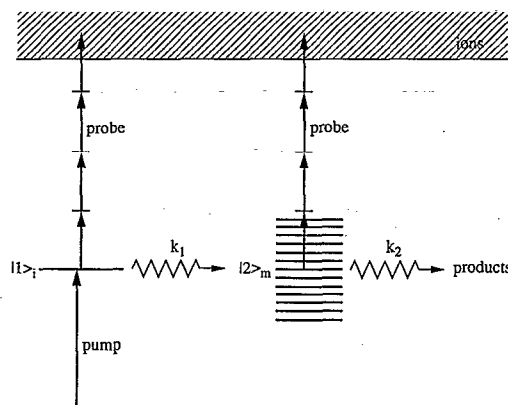 ions
probe
probe
k1
k2
|1>i
|2>m
products
pump